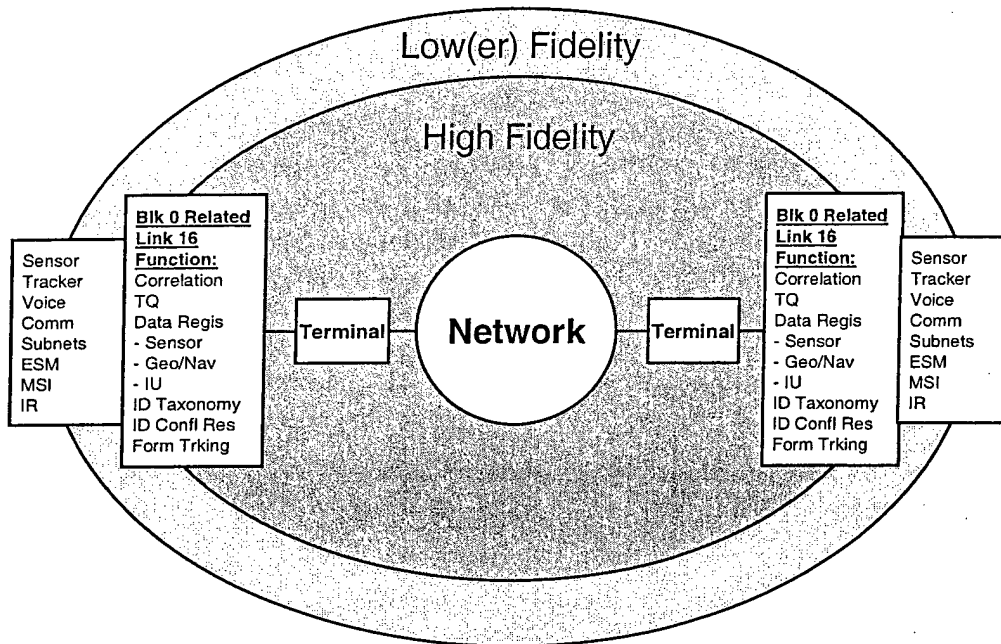 Low(er) Fidelity
High Fidelity
Sensor
Tracker
Voice
Comm
Subnets
ESM
MSI
IR
Blk 0 Related
Link 16
Function:
Correlation
TQ
Data Regis
- Sensor
- Geo/Nav
- IU
ID Taxonomy
ID Confl Res
Form Trking
Terminal
Network
Terminal
Blk 0 Related
Link 16
Function:
Correlation
TQ
Data Regis
- Sensor
- Geo/Nav
- IU
ID Taxonomy
ID Confl Res
Form Trking
Sensor
Tracker
Voice
Comm
Subnets
ESM
MSI
IR